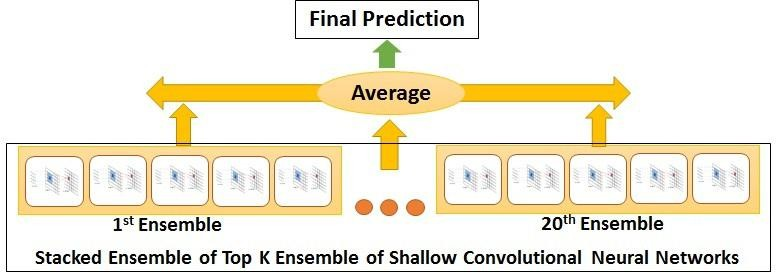 Final Prediction
Average
1st Ensemble
20th Ensemble
Stacked Ensemble of Top K Ensemble of Shallow Convolutional Neural Networks